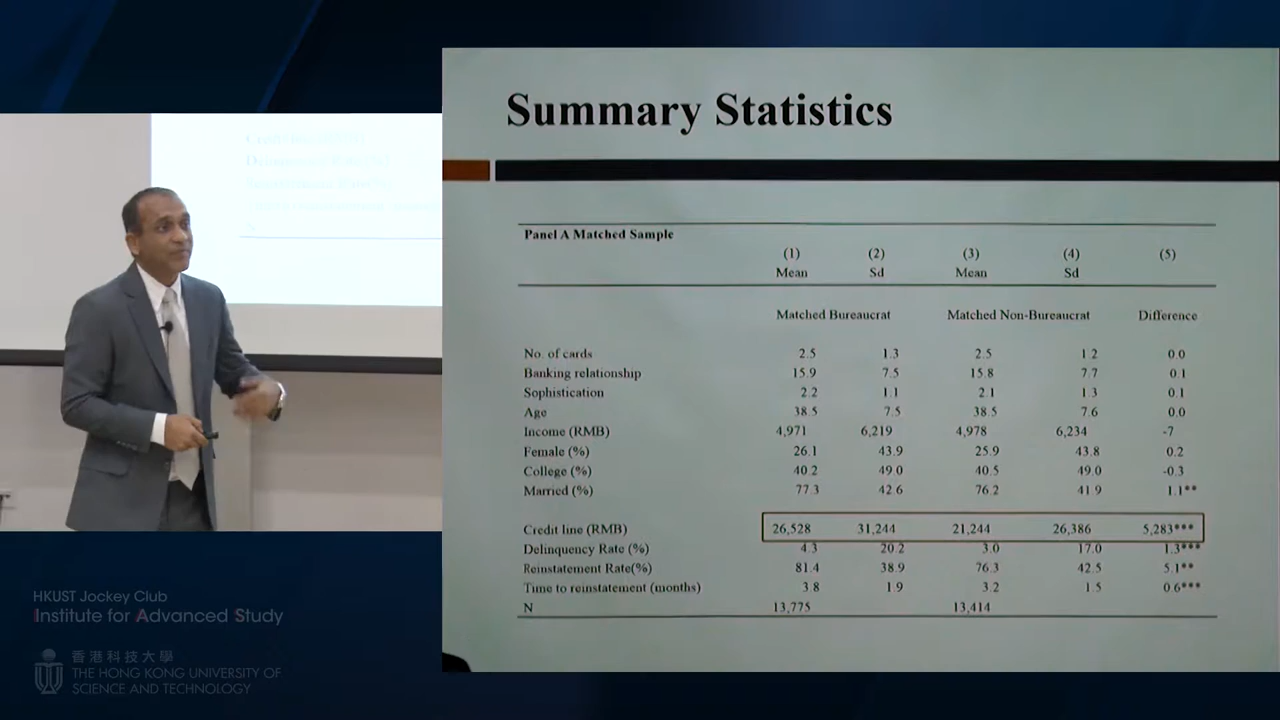 Summary Statistics
Panel A Matched Sample
(1) (2) (3) (4) (5)
Mean Sd Mean Sd
Matched Bureaucrat Matched Non-Bureaucrat Difference
No. of cards 2.5 1.3 2.5 1.2 0.0
Banking relationship 15.9 7.5 15.8 7.7 0.1
Sophistication 2.2 1.1 2.1 1.3 0.1
Age 38.5 7.5 38.5 7.6 0.0
Income (RMB) 4,971 6,219 4,978 6,234 -7
Female (%) 26.1 43.9 25.9 43.8 0.2
College (%) 40.2 49.0 40.5 49.0 -0.3
Married (%) 77.3 42.6 76.2 41.9 1.1**
Credit line (RMB) 26,528 31,244 21,244 26,386 5,283***
Delinquency Rate (%) 4.3 20.2 3.0 17.0 1.3***
Reinstatement Rate(%) 81.4 38.9 76.3 42.5 5.1**
Time to reinstatement (months) 3.8 1.9 3.2 1.5 0.6***
N 13,775 13,414
HKUST Jockey Club
Institute for Advanced Study
香港科技大學
THE HONG KONG UNIVERSITY OF
SCIENCE AND TECHNOLOGY